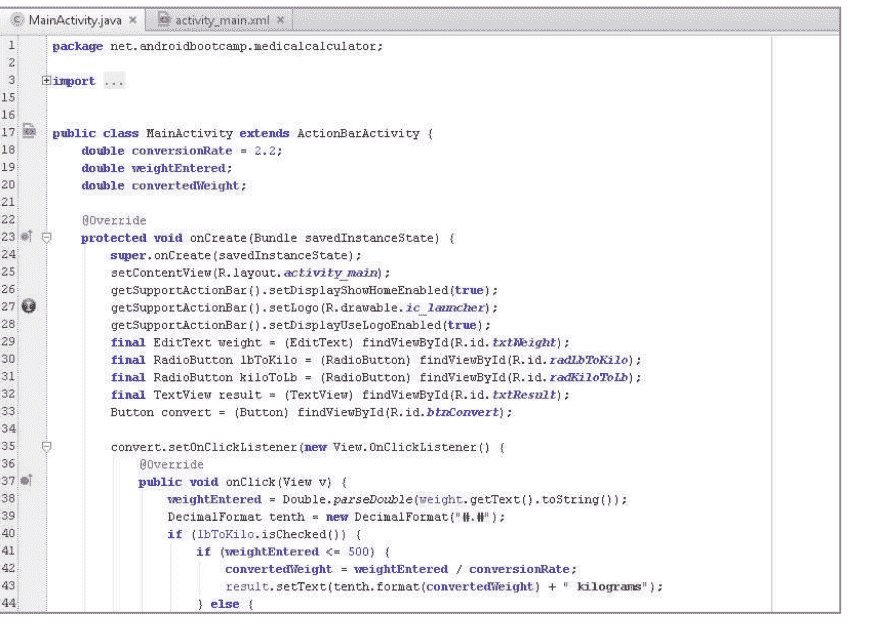 MainActivity.java × activity_main.xml ×
1 package net.androidbootcamp.medicalcalculator;
2
3 import ...
15
16
17 public class MainActivity extends ActionBarActivity {
18 double conversionRate = 2.2;
19 double weightEntered;
20 double convertedWeight;
21
22 @Override
23 protected void onCreate(Bundle savedInstanceState) {
24 super.onCreate(savedInstanceState);
25 setContentView(R.layout.activity_main);
26 getSupportActionBar().setDisplayShowHomeEnabled(true);
27 getSupportActionBar().setLogo(R.drawable.ic_launcher);
28 getSupportActionBar().setDisplayUseLogoEnabled(true);
29 final EditText weight = (EditText) findViewById(R.id.txtWeight);
30 final RadioButton lbToKilo = (RadioButton) findViewById(R.id.radLbToKilo);
31 final RadioButton kiloToLb = (RadioButton) findViewById(R.id.radKiloToLb);
32 final TextView result = (TextView) findViewById(R.id.txtResult);
33 Button convert = (Button) findViewById(R.id.btnConvert);
34
35 convert.setOnClickListener(new View.OnClickListener() {
36 @Override
37 public void onClick(View v) {
38 weightEntered = Double.parseDouble(weight.getText().toString());
39 DecimalFormat tenth = new DecimalFormat("#.#");
40 if (lbToKilo.isChecked()) {
41 if (weightEntered <= 500) {
42 convertedWeight = weightEntered / conversionRate;
43 result.setText(tenth.format(convertedWeight) + " kilograms");
44 } else {